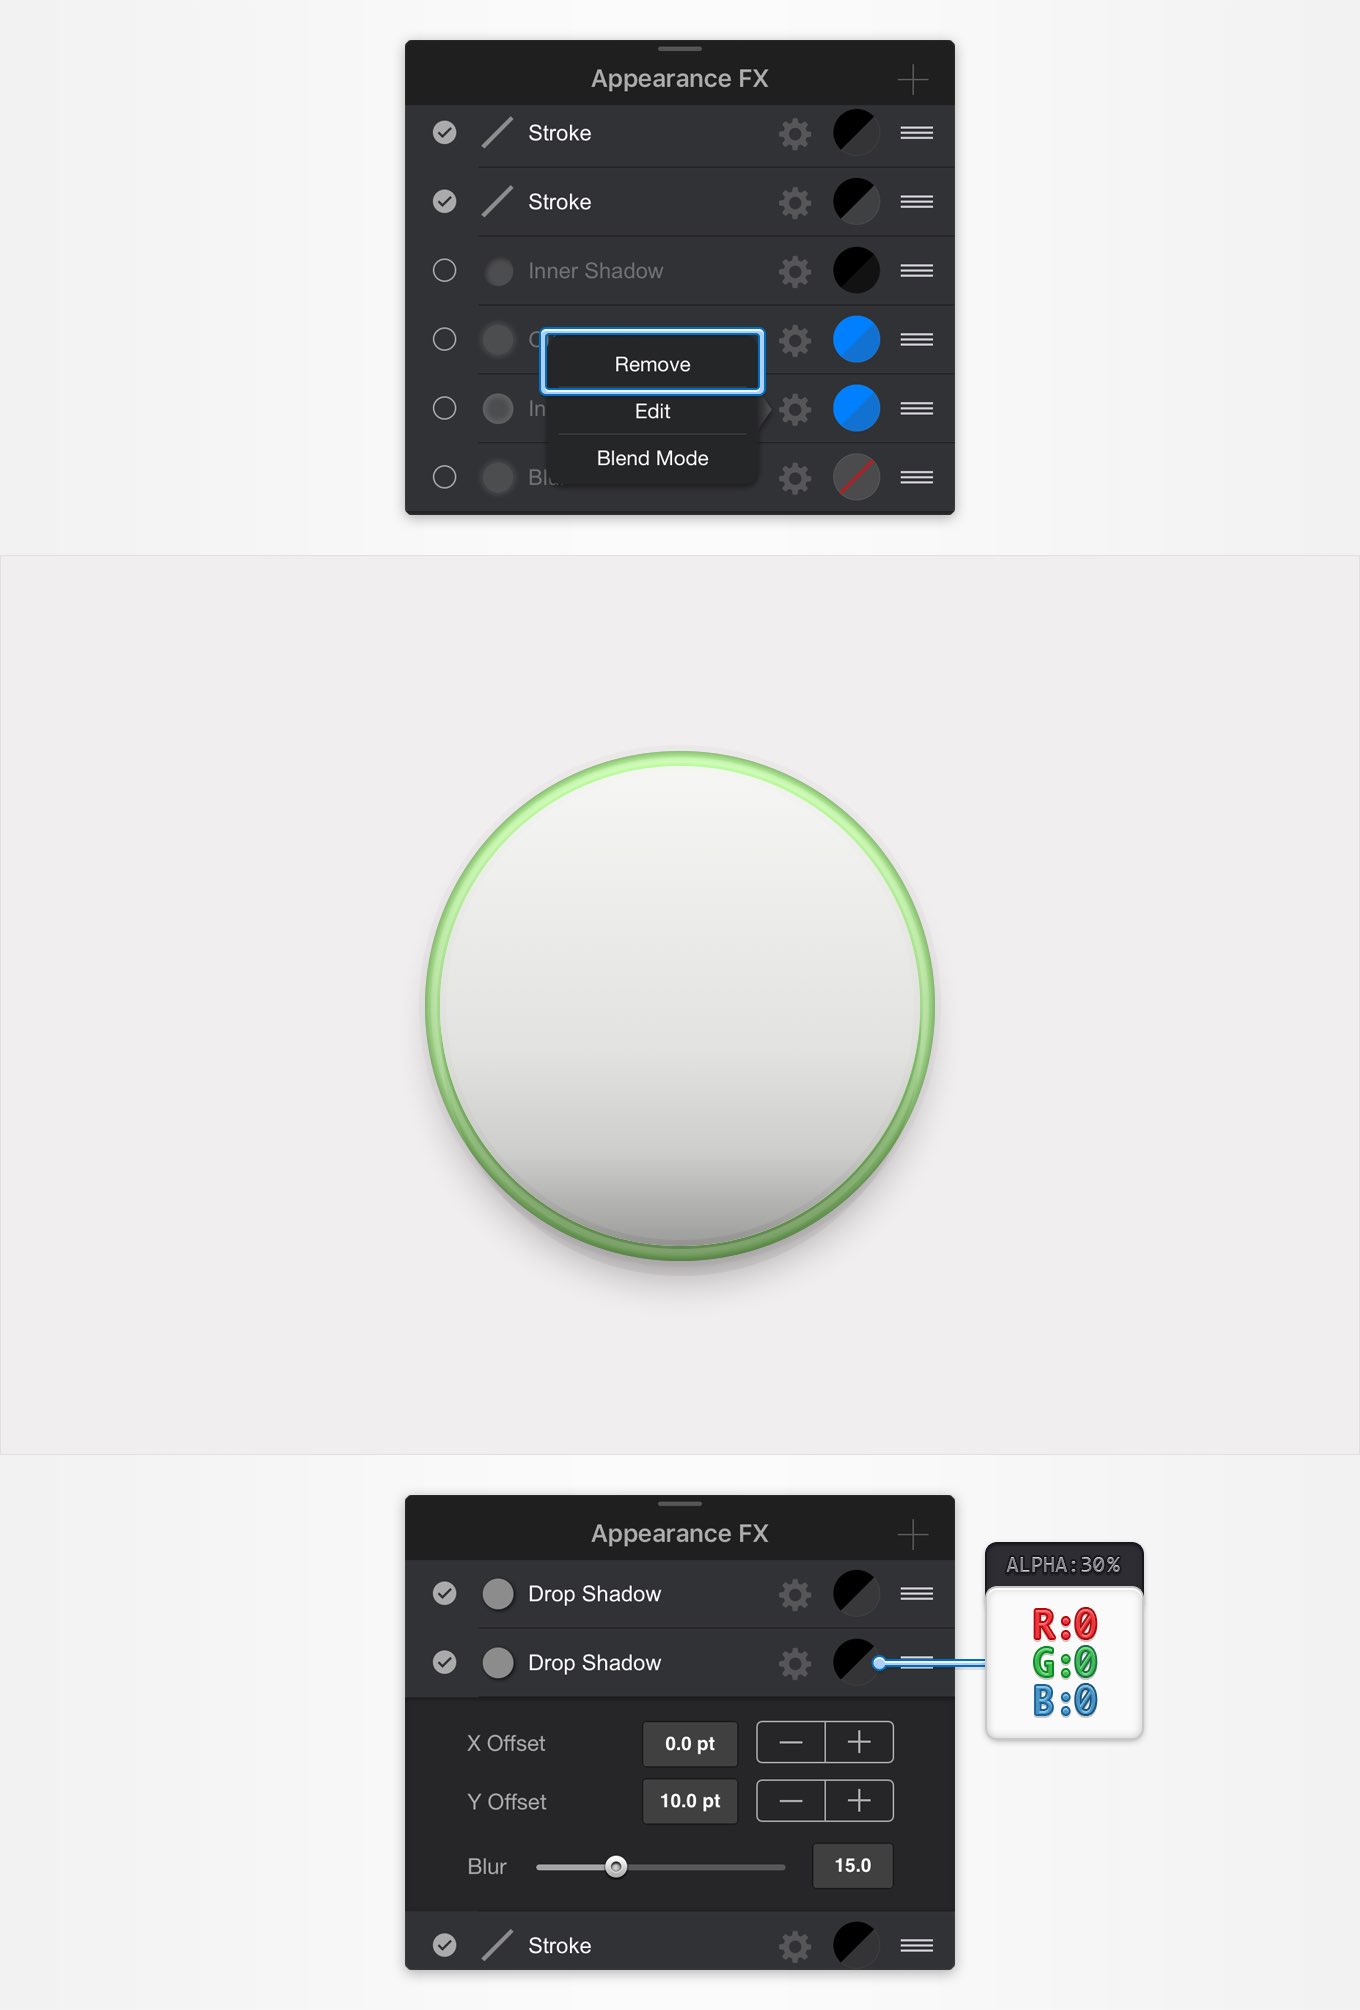 Appearance FX
Stroke
Stroke
Inner Shadow
Remove
In
Edit
Blend Mode
Appearance FX
Drop Shadow
Drop Shadow
ALPHA:30%
R:0
G:0
B:0
X Offset 0.0 pt
Y Offset 10.0 pt
Blur 15.0
Stroke